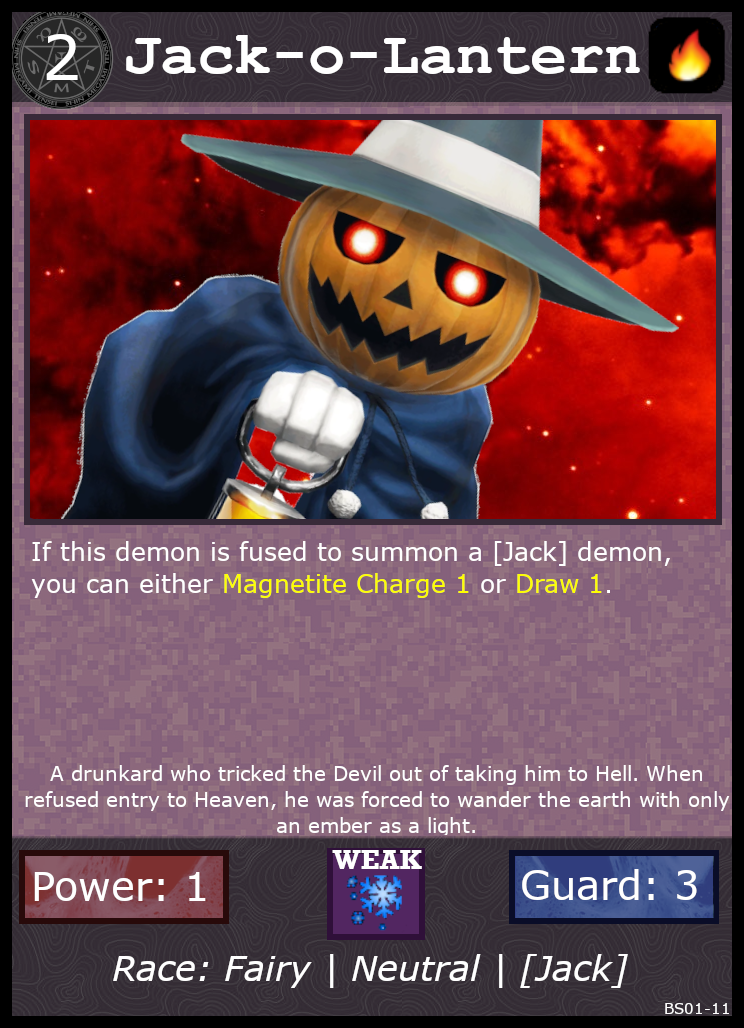 2 Jack-o-Lantern
If this demon is fused to summon a [Jack] demon,
you can either Magnetite Charge 1 or Draw 1.
A drunkard who tricked the Devil out of taking him to Hell. When
refused entry to Heaven, he was forced to wander the earth with only
an ember as a light.
Power: 1
WEAK
Guard: 3
Race: Fairy | Neutral | [Jack]
BS01-11